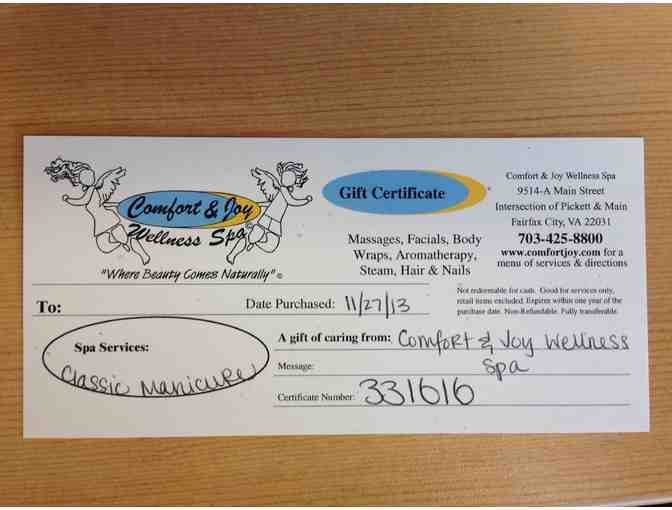 Comfort & Joy
Wellness Spa
"Where Beauty Comes Naturally" ©
Gift Certificate
Massages, Facials, Body
Wraps, Aromatherapy,
Steam, Hair & Nails
Comfort & Joy Wellness Spa
9514-A Main Street
Intersection of Pickett & Main
Fairfax City, VA 22031
703-425-8800
www.comfortjoy.com for a
menu of services & directions
Not redeemable for cash. Good for services only,
retail items excluded. Expires within one year of the
purchase date. Non-Refundable. Fully transferable.
To:
Date Purchased: 11/27/13
Spa Services:
Classic Manicure
A gift of caring from: Comfort & Joy Wellness
Spa
Message:
Certificate Number: 331616